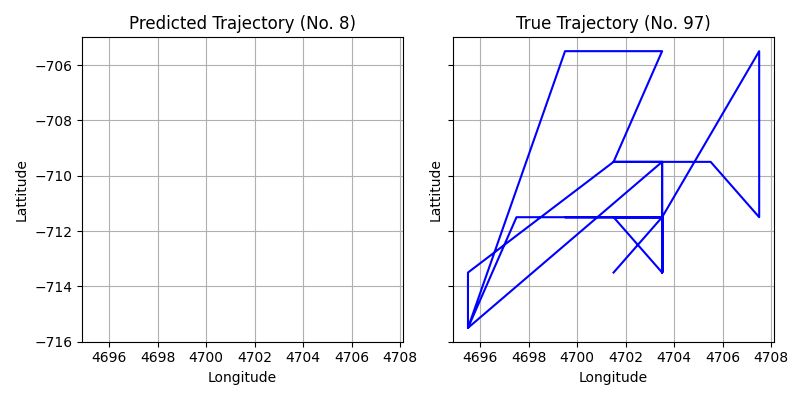 Predicted Trajectory (No. 8)
True Trajectory (No. 97)
−706
−708
−710
−712
−714
−716
Lattitude
Lattitude
4696 4698 4700 4702 4704 4706 4708
4696 4698 4700 4702 4704 4706 4708
Longitude
Longitude